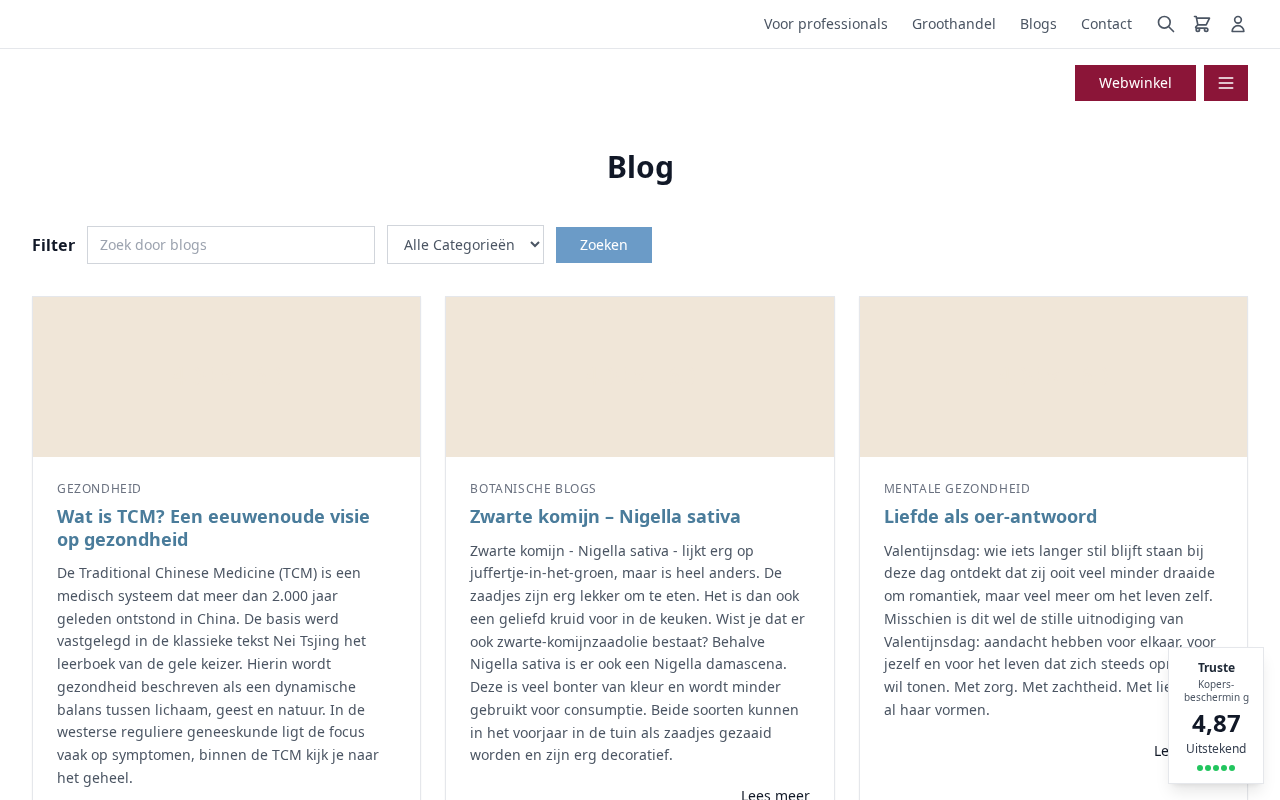 Voor professionals
Groothandel
Blogs
Contact
Webwinkel
Blog
Filter
Zoek door blogs
Alle Categorieën
Zoeken
GEZONDHEID
Wat is TCM? Een eeuwenoude visie
op gezondheid
De Traditional Chinese Medicine (TCM) is een
medisch systeem dat meer dan 2.000 jaar
geleden ontstond in China. De basis werd
vastgelegd in de klassieke tekst Nei Tsjing het
leerboek van de gele keizer. Hierin wordt
gezondheid beschreven als een dynamische
balans tussen lichaam, geest en natuur. In de
westerse reguliere geneeskunde ligt de focus
vaak op symptomen, binnen de TCM kijk je naar
het geheel.
BOTANISCHE BLOGS
Zwarte komijn – Nigella sativa
Zwarte komijn - Nigella sativa - lijkt erg op
juffertje-in-het-groen, maar is heel anders. De
zaadjes zijn erg lekker om te eten. Het is dan ook
een geliefd kruid voor in de keuken. Wist je dat er
ook zwarte-komijnzaadolie bestaat? Behalve
Nigella sativa is er ook een Nigella damascena.
Deze is veel bonter van kleur en wordt minder
gebruikt voor consumptie. Beide soorten kunnen
in het voorjaar in de tuin als zaadjes gezaaid
worden en zijn erg decoratief.
Lees meer
MENTALE GEZONDHEID
Liefde als oer-antwoord
Valentijnsdag: wie iets langer stil blijft staan bij
deze dag ontdekt dat zij ooit veel minder draaide
om romantiek, maar veel meer om het leven zelf.
Misschien is dit wel de stille uitnodiging van
Valentijnsdag: aandacht hebben voor elkaar, voor
jezelf en voor het leven dat zich steeds
wil tonen. Met zorg. Met zachtheid. Met
al haar vormen.
Truste
Kopers-
beschermin g
4,87
Uitstekend